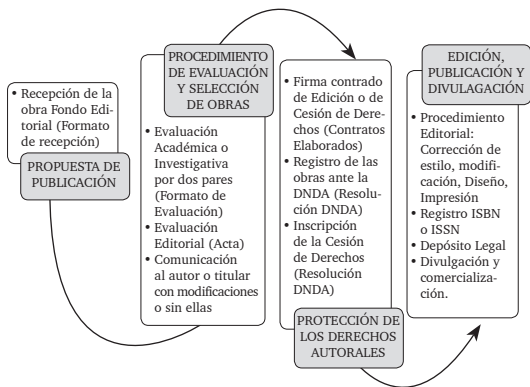 • Recepción de la
obra Fondo Edi-
torial (Formato
de recepción)
PROPUESTA DE
PUBLICACIÓN
PROCEDIMIENTO
DE EVALUACIÓN
Y SELECCIÓN
DE OBRAS
• Evaluación
Académica o
Investigativa
por dos pares
(Formato de
Evaluación)
• Evaluación
Editorial (Acta)
• Comunicación
al autor o titular
con modificaciones
o sin ellas
• Firma contrado
de Edición o de
Cesión de Dere-
chos (Contratos
Elaborados)
• Registro de las
obras ante la
DNDA (Resolu-
ción DNDA)
• Inscripción
de la Cesión
de Derechos
(Resolución
DNDA)
PROTECCIÓN DE
LOS DERECHOS
AUTORALES
EDICIÓN,
PUBLICACIÓN Y
DIVULAGACIÓN
• Procedimiento
Editorial:
Corrección de
estilo, modifi-
cación, Diseño,
Impresión
• Registro ISBN
o ISSN
• Depósito Legal
• Divulgación y
comercializa-
ción.